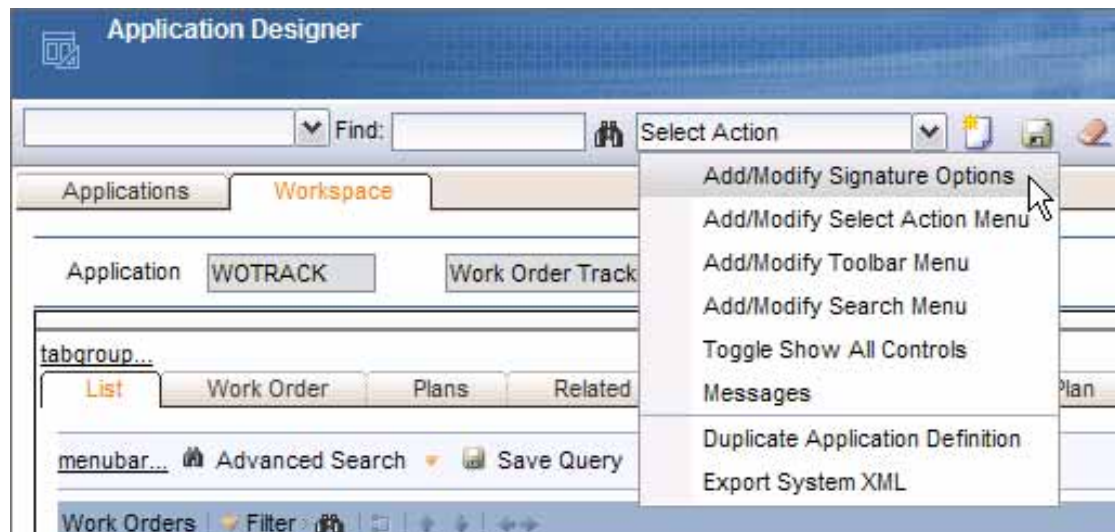 Application Designer
Find: Select Action
Applications Workspace
Add/Modify Signature Options
Add/Modify Select Action Menu
Add/Modify Toolbar Menu
Add/Modify Search Menu
Toggle Show All Controls
Messages
Duplicate Application Definition
Export System XML
Application WOTRACK Work Order Track
tabgroup...
List Work Order Plans Related Plan
menubar... Advanced Search Save Query
Work Orders Filter